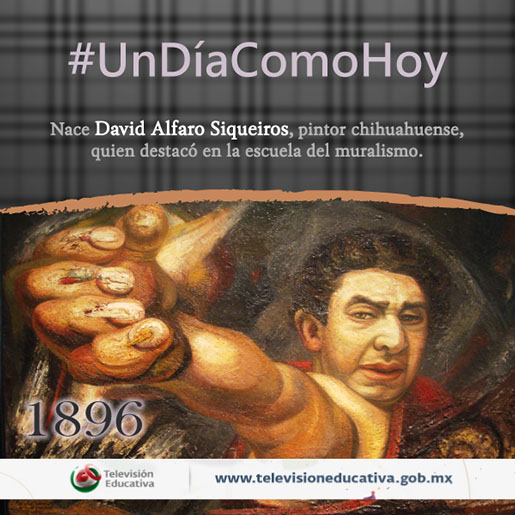 #UnDíaComoHoy
Nace David Alfaro Siqueiros, pintor chihuahuense,
quien destacó en la escuela del muralismo.
1896
Televisión
Educativa
www.televisioneducativa.gob.mx